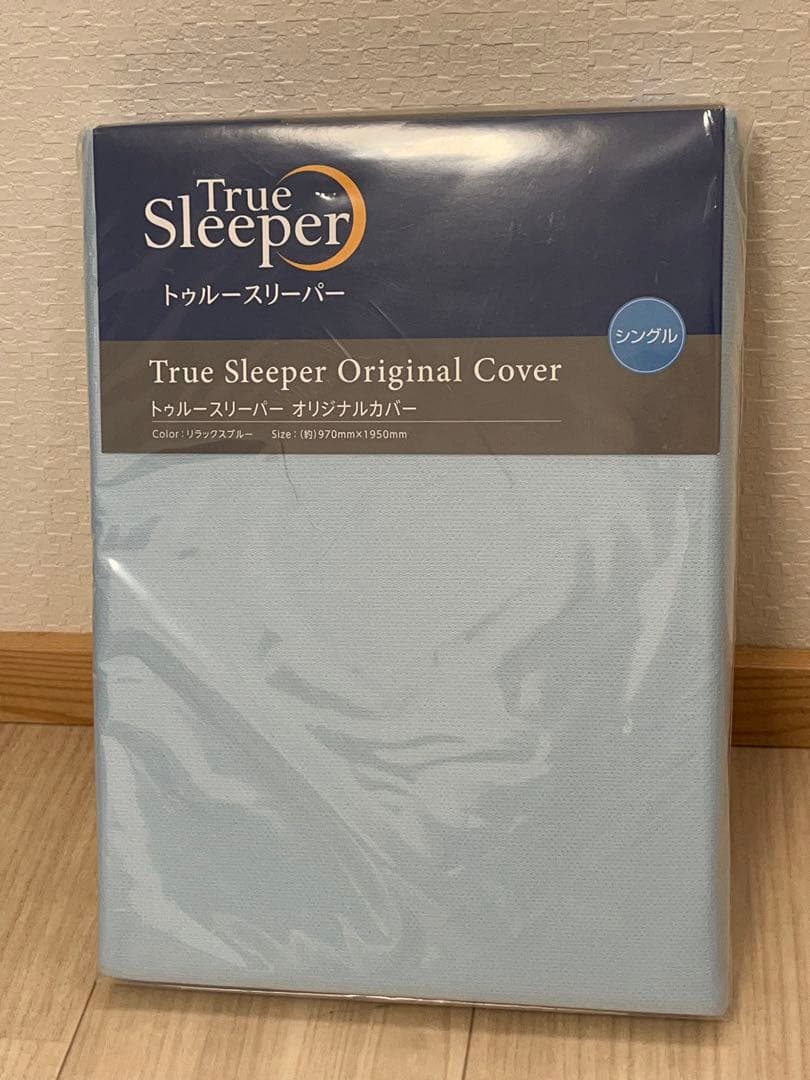 True
Sleeper
トゥルースリーパー
シングル
True Sleeper Original Cover
トゥルースリーパー オリジナルカバー
Color：リラックスブルー Size：(約)970mm×1950mm